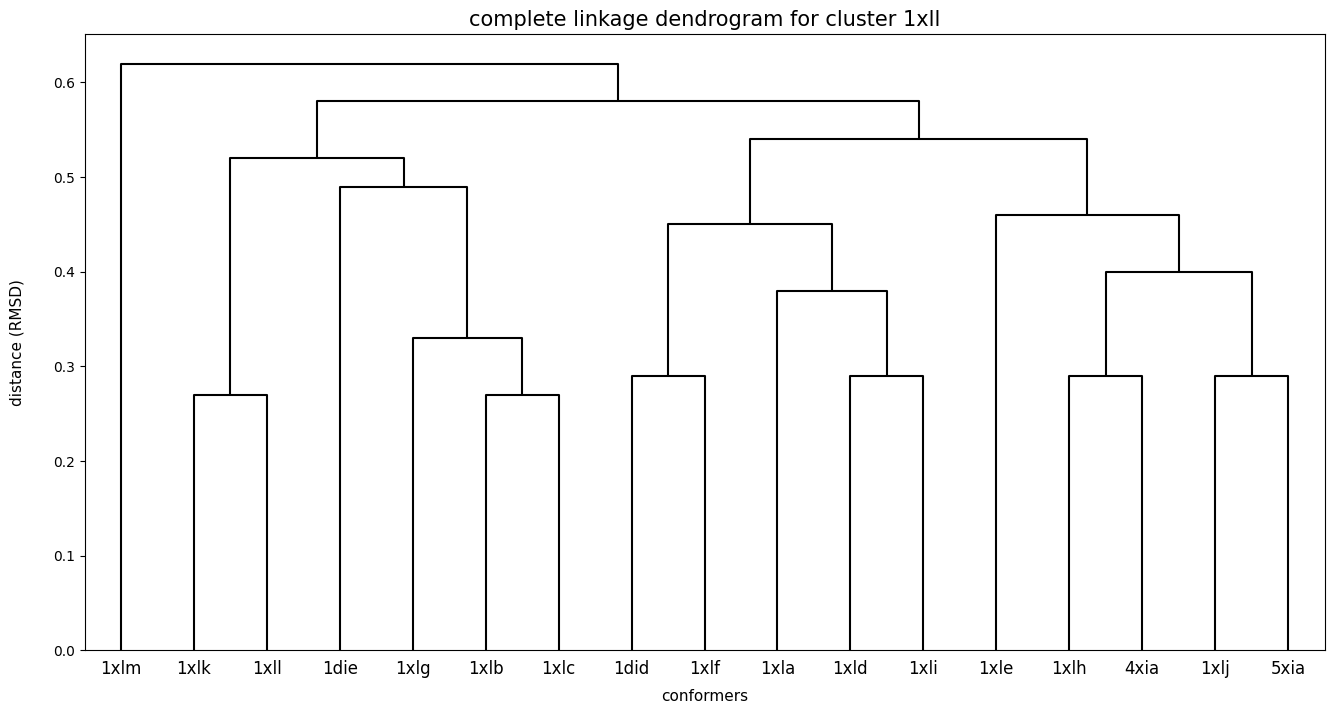 complete linkage dendrogram for cluster 1xll
0.6
0.5
0.4
0.3
0.2
0.1
0.0
distance (RMSD)
1xlm 1xlk 1xll 1die 1xlg 1xlb 1xlc 1did 1xlf 1xla 1xld 1xli 1xle 1xlh 4xia 1xlj 5xia
conformers